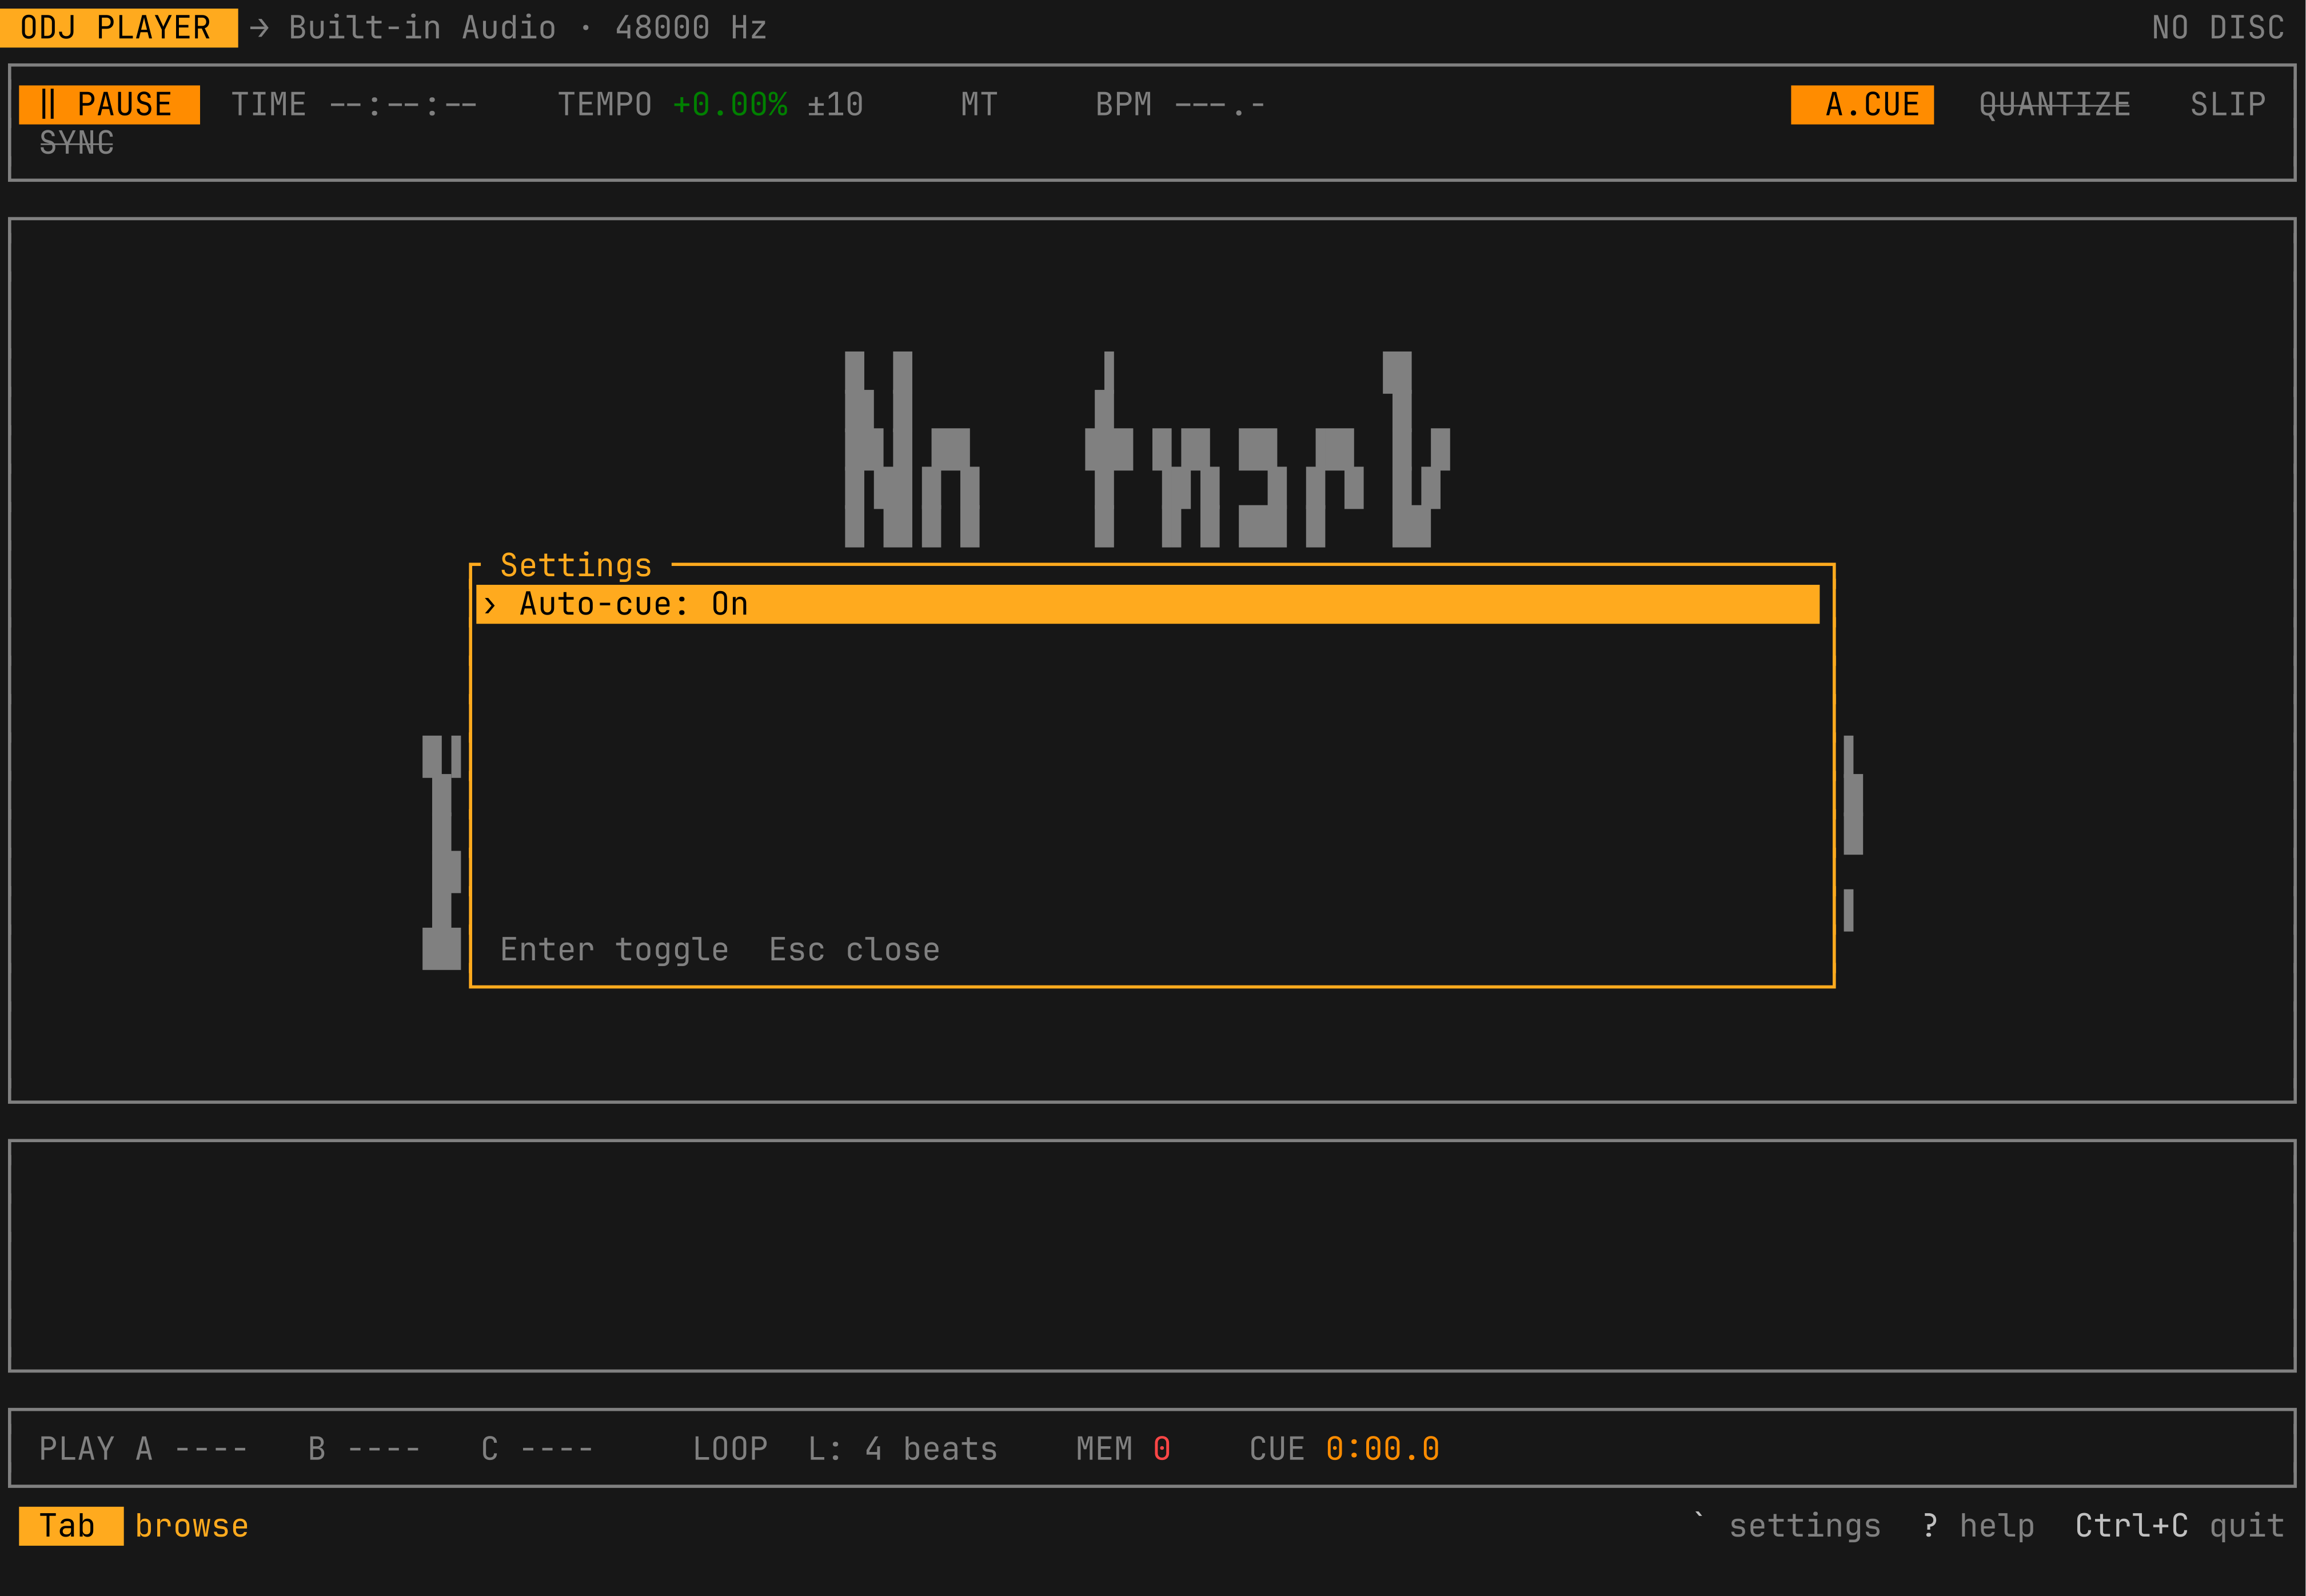 ODJ PLAYER → Built-in Audio · 48000 Hz NO DISC
‖ PAUSE TIME --:--:-- TEMPO +0.00% ±10 MT BPM ---.- A.CUE QUANTIZE SLIP
SYNC
Settings
› Auto-cue: On
Enter toggle Esc close
PLAY A ---- B ---- C ---- LOOP L: 4 beats MEM 0 CUE 0:00.0
Tab browse ` settings ? help Ctrl+C quit